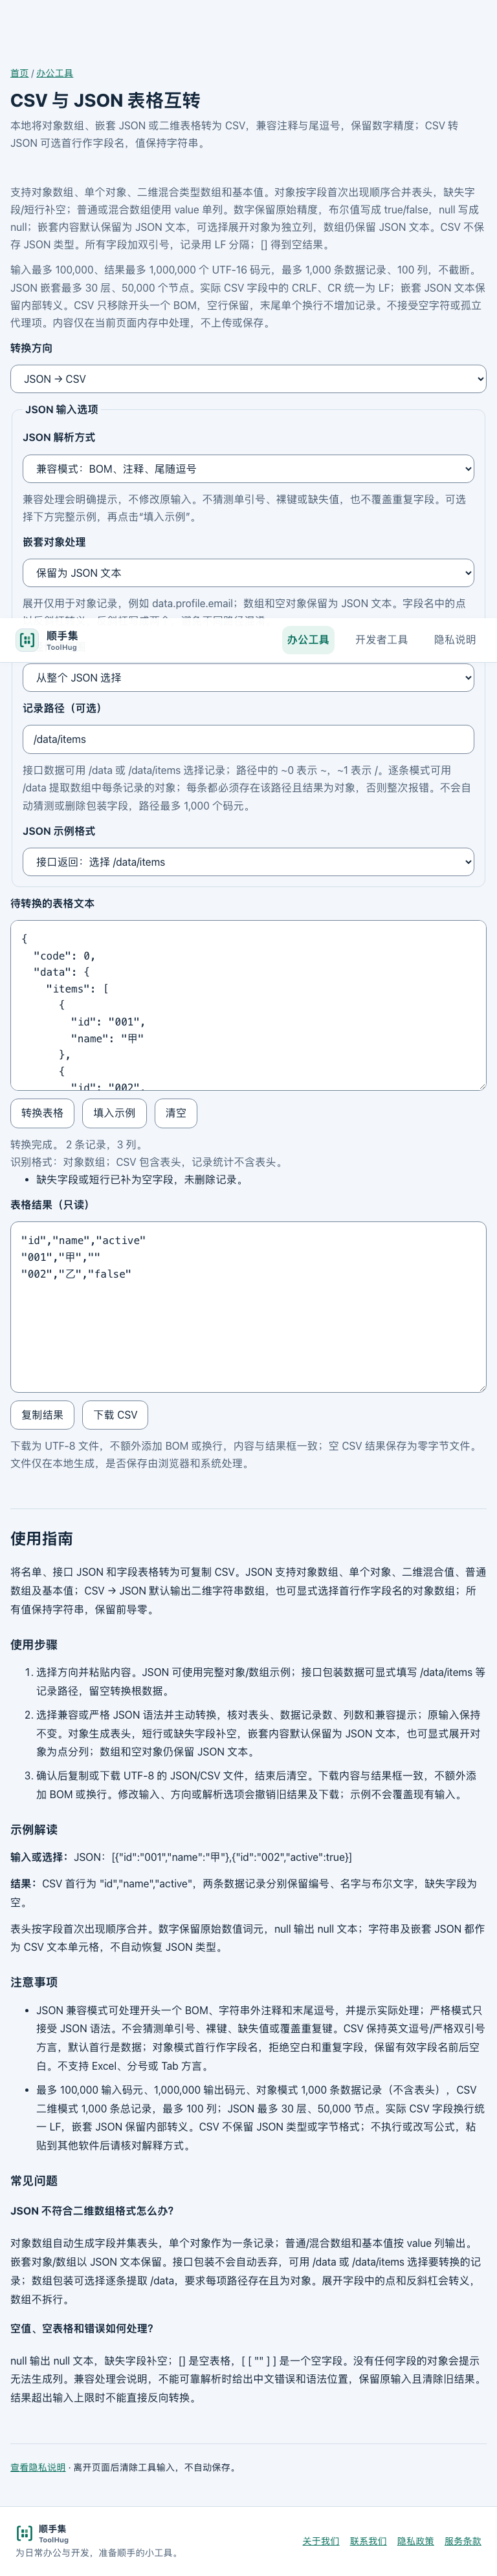 首页 / 办公工具
CSV 与 JSON 表格互转
本地将对象数组、嵌套 JSON 或二维表格转为 CSV，兼容注释与尾逗号，保留数字精度；CSV 转
JSON 可选首行作字段名，值保持字符串。
支持对象数组、单个对象、二维混合类型数组和基本值。对象按字段首次出现顺序合并表头，缺失字
段/短行补空；普通或混合数组使用 value 单列。数字保留原始精度，布尔值写成 true/false，null 写成
null；嵌套内容默认保留为 JSON 文本，可选择展开对象为独立列，数组仍保留 JSON 文本。CSV 不保
存 JSON 类型。所有字段加双引号，记录用 LF 分隔；[] 得到空结果。
输入最多 100,000、结果最多 1,000,000 个 UTF-16 码元，最多 1,000 条数据记录、100 列，不截断。
JSON 嵌套最多 30 层、50,000 个节点。实际 CSV 字段中的 CRLF、CR 统一为 LF；嵌套 JSON 文本保
留内部转义。CSV 只移除开头一个 BOM，空行保留，末尾单个换行不增加记录。不接受空字符或孤立
代理项。内容仅在当前页面内存中处理，不上传或保存。
转换方向
JSON → CSV
JSON 输入选项
JSON 解析方式
兼容模式：BOM、注释、尾随逗号
兼容处理会明确提示，不修改原输入。不猜测单引号、裸键或缺失值，也不覆盖重复字段。可选
择下方完整示例，再点击“填入示例”。
嵌套对象处理
保留为 JSON 文本
展开仅用于对象记录，例如 data.profile.email；数组和空对象保留为 JSON 文本。字段名中的点
顺手集
ToolHug
办公工具
开发者工具
隐私说明
从整个 JSON 选择
记录路径（可选）
/data/items
接口数据可用 /data 或 /data/items 选择记录；路径中的 ~0 表示 ~，~1 表示 /。逐条模式可用
/data 提取数组中每条记录的对象；每条都必须存在该路径且结果为对象，否则整次报错。不会自
动猜测或删除包装字段，路径最多 1,000 个码元。
JSON 示例格式
接口返回：选择 /data/items
待转换的表格文本
{
"code": 0,
"data": {
"items": [
{
"id": "001",
"name": "甲"
},
{
"id": "002",
转换表格
填入示例
清空
转换完成。 2 条记录，3 列。
识别格式：对象数组；CSV 包含表头，记录统计不含表头。
• 缺失字段或短行已补为空字段，未删除记录。
表格结果（只读）
"id","name","active"
"001","甲",""
"002","乙","false"
复制结果
下载 CSV
下载为 UTF-8 文件，不额外添加 BOM 或换行，内容与结果框一致；空 CSV 结果保存为零字节文件。
文件仅在本地生成，是否保存由浏览器和系统处理。
使用指南
将名单、接口 JSON 和字段表格转为可复制 CSV。JSON 支持对象数组、单个对象、二维混合值、普通
数组及基本值；CSV → JSON 默认输出二维字符串数组，也可显式选择首行作字段名的对象数组；所
有值保持字符串，保留前导零。
使用步骤
1. 选择方向并粘贴内容。JSON 可使用完整对象/数组示例；接口包装数据可显式填写 /data/items 等
记录路径，留空转换根数据。
2. 选择兼容或严格 JSON 语法并主动转换，核对表头、数据记录数、列数和兼容提示；原输入保持
不变。对象生成表头，短行或缺失字段补空，嵌套内容默认保留为 JSON 文本，也可显式展开对
象为点分列；数组和空对象仍保留 JSON 文本。
3. 确认后复制或下载 UTF-8 的 JSON/CSV 文件，结束后清空。下载内容与结果框一致，不额外添
加 BOM 或换行。修改输入、方向或解析选项会撤销旧结果及下载；示例不会覆盖现有输入。
示例解读
输入或选择：JSON：[{"id":"001","name":"甲"},{"id":"002","active":true}]
结果：CSV 首行为 "id","name","active"，两条数据记录分别保留编号、名字与布尔文字，缺失字段为
空。
表头按字段首次出现顺序合并。数字保留原始数值词元，null 输出 null 文本；字符串及嵌套 JSON 都作
为 CSV 文本单元格，不自动恢复 JSON 类型。
注意事项
• JSON 兼容模式可处理开头一个 BOM、字符串外注释和末尾逗号，并提示实际处理；严格模式只
接受 JSON 语法。不会猜测单引号、裸键、缺失值或覆盖重复键。CSV 保持英文逗号/严格双引号
方言，默认首行是数据；对象模式首行作字段名，拒绝空白和重复字段，保留有效字段名前后空
白。不支持 Excel、分号或 Tab 方言。
• 最多 100,000 输入码元、1,000,000 输出码元、对象模式 1,000 条数据记录（不含表头），CSV
二维模式 1,000 条总记录，最多 100 列；JSON 最多 30 层、50,000 节点。实际 CSV 字段换行统
一 LF，嵌套 JSON 保留内部转义。CSV 不保留 JSON 类型或字节格式；不执行或改写公式，粘
贴到其他软件后请核对解释方式。
常见问题
JSON 不符合二维数组格式怎么办？
对象数组自动生成字段并集表头，单个对象作为一条记录；普通/混合数组和基本值按 value 列输出。
嵌套对象/数组以 JSON 文本保留。接口包装不会自动丢弃，可用 /data 或 /data/items 选择要转换的记
录；数组包装可选择逐条提取 /data，要求每项路径存在且为对象。展开字段中的点和反斜杠会转义，
数组不拆行。
空值、空表格和错误如何处理？
null 输出 null 文本，缺失字段补空；[] 是空表格，[ [ "" ] ] 是一个空字段。没有任何字段的对象会提示
无法生成列。兼容处理会说明，不能可靠解析时给出中文错误和语法位置，保留原输入且清除旧结果。
结果超出输入上限时不能直接反向转换。
查看隐私说明 · 离开页面后清除工具输入，不自动保存。
顺手集
ToolHug
为日常办公与开发，准备顺手的小工具。
关于我们 联系我们 隐私政策 服务条款